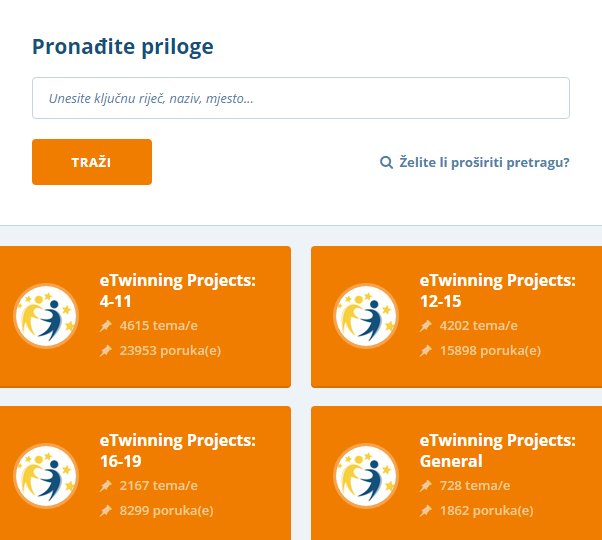 Pronađite priloge
Unesite ključnu riječ, naziv, mjesto...
TRAŽI
Želite li proširiti pretragu?
eTwinning Projects:
4-11
4615 tema/e
23953 poruka(e)
eTwinning Projects:
12-15
4202 tema/e
15898 poruka(e)
eTwinning Projects:
16-19
2167 tema/e
8299 poruka(e)
eTwinning Projects:
General
728 tema/e
1862 poruka(e)